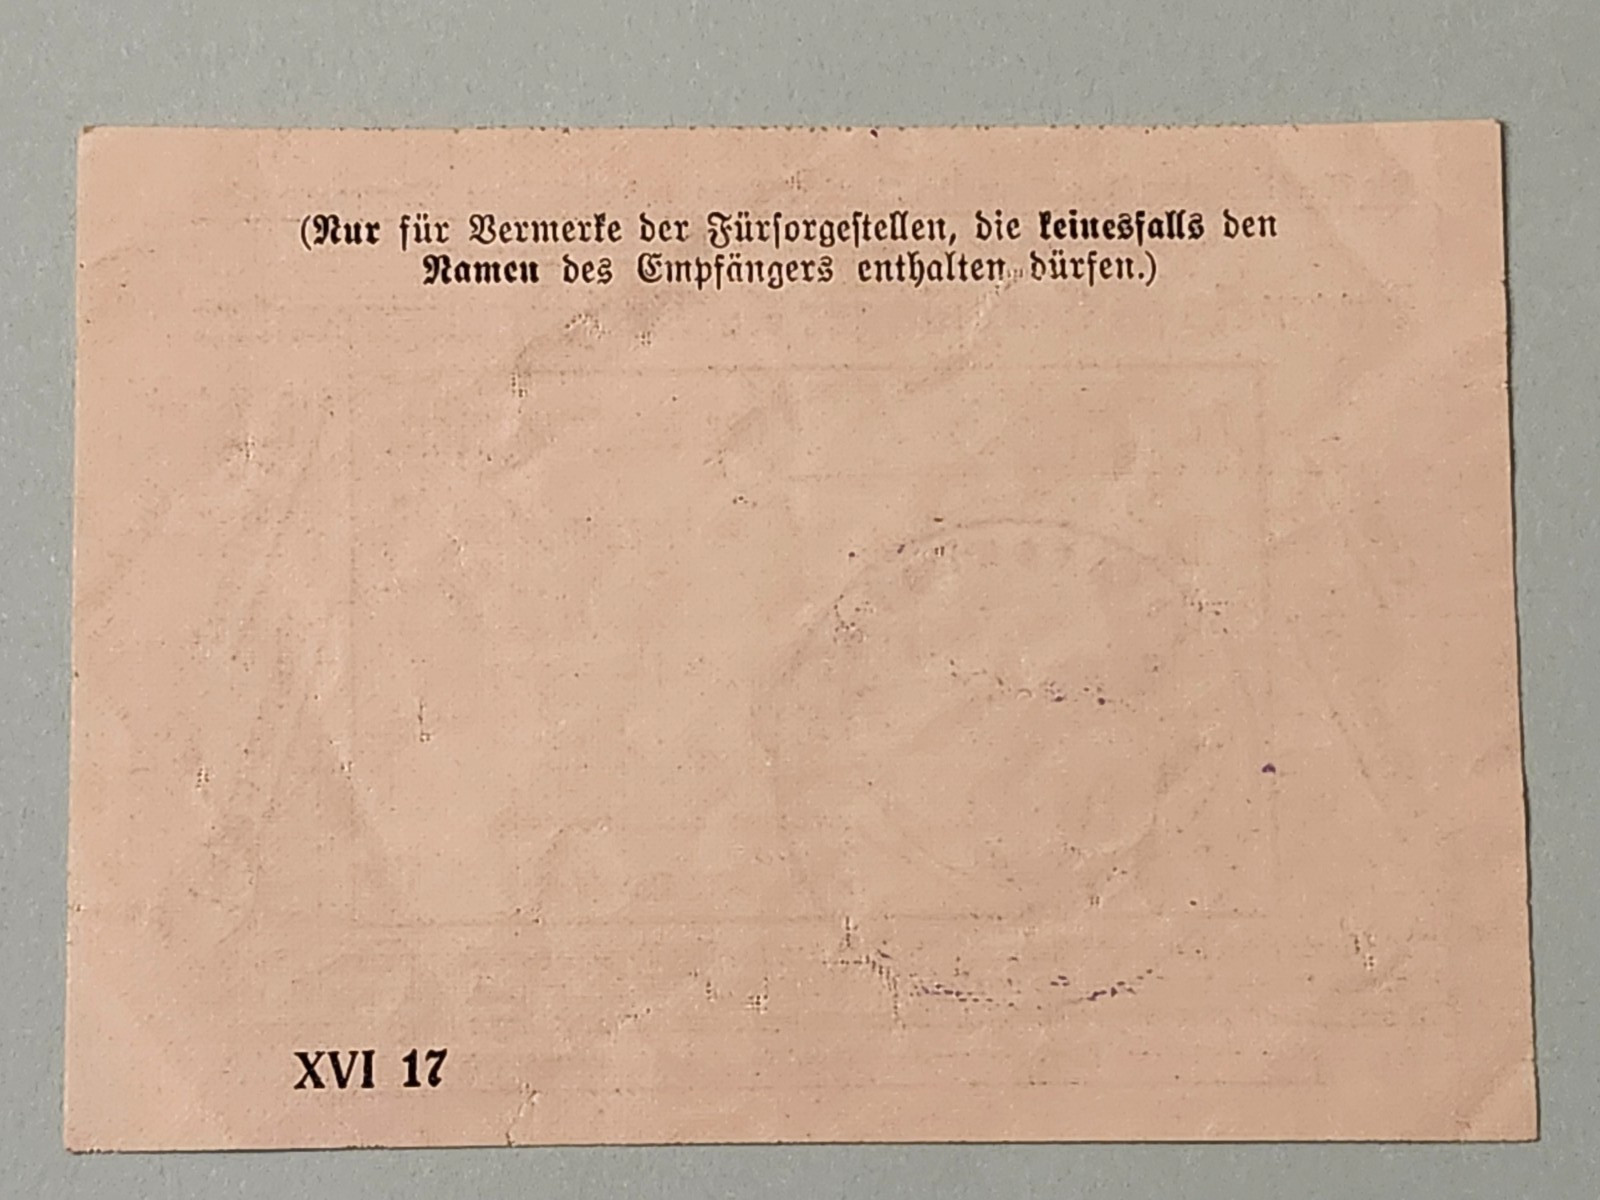 (Nur für Vermerke der Fürsorgestellen, die keinesfalls den
Namen des Empfängers enthalten dürfen.)
XVI 17